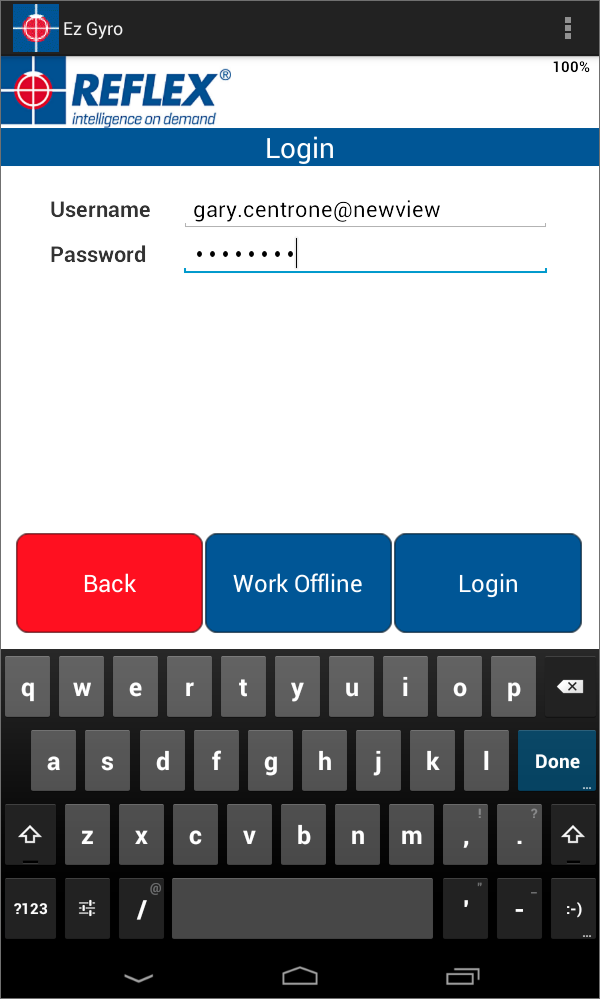 Ez Gyro
100%
REFLEX®
intelligence on demand
Login
Username gary.centrone@newview
Password ••••••••
Back Work Offline Login
q w e r t y u i o p
a s d f g h j k l Done ...
! ?
z x c v b n m , .
@ " _
?123 / ' - :-) ...